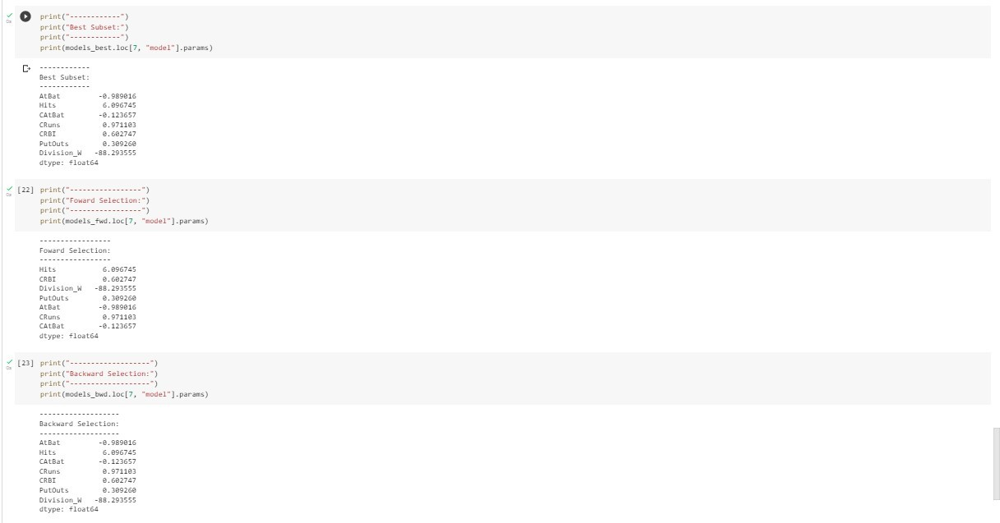 print("------------")
print("Best Subset:")
print("------------")
print(models_best.loc[7, "model"].params)
------------
Best Subset:
------------
AtBat -0.989016
Hits 6.096745
CAtBat -0.123657
CRuns 0.971103
CRBI 0.602747
PutOuts 0.309260
Division_W -88.293555
dtype: float64
[22] print("-----------------")
print("Foward Selection:")
print("-----------------")
print(models_fwd.loc[7, "model"].params)
-----------------
Foward Selection:
-----------------
Hits 6.096745
CRBI 0.602747
Division_W -88.293555
PutOuts 0.309260
AtBat -0.989016
CRuns 0.971103
CAtBat -0.123657
dtype: float64
[23] print("-------------------")
print("Backward Selection:")
print("-------------------")
print(models_bwd.loc[7, "model"].params)
-------------------
Backward Selection:
-------------------
AtBat -0.989016
Hits 6.096745
CAtBat -0.123657
CRuns 0.971103
CRBI 0.602747
PutOuts 0.309260
Division_W -88.293555
dtype: float64